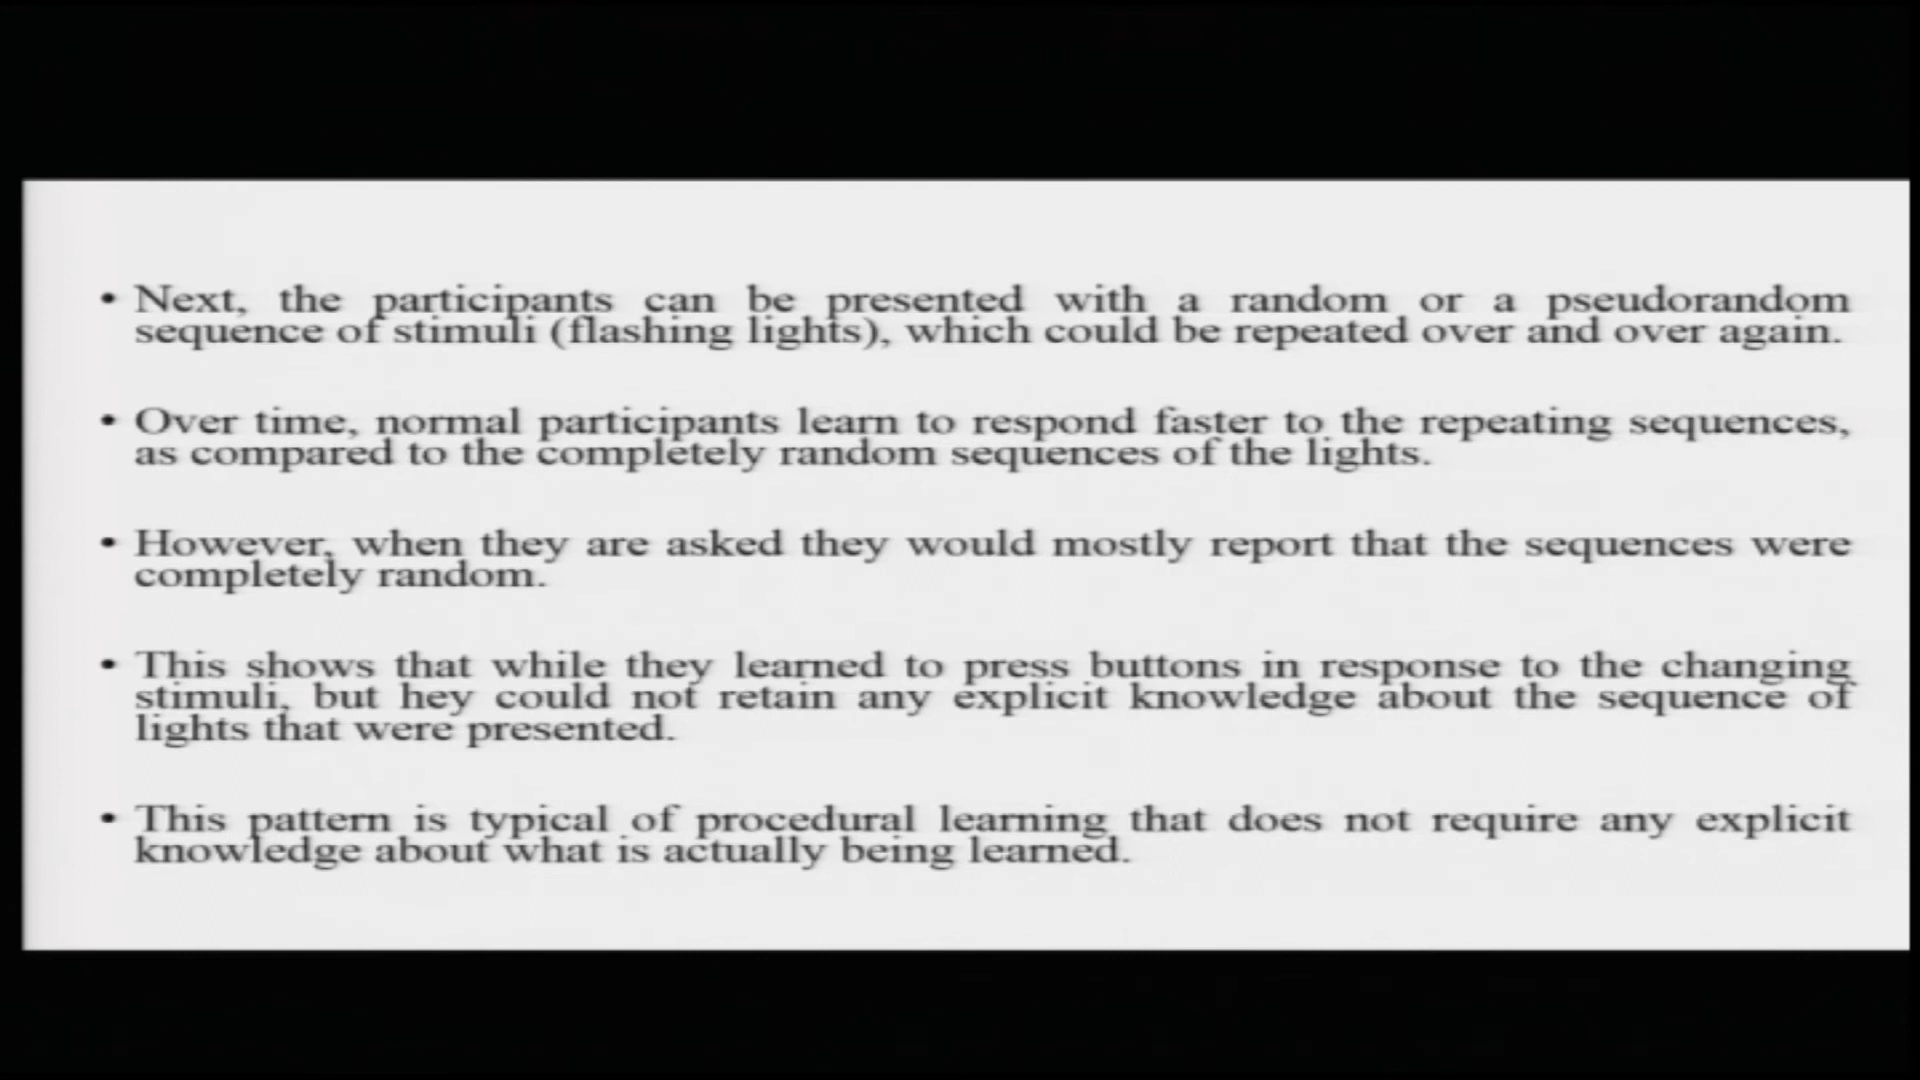 • Next, the participants can be presented with a random or a pseudorandom
sequence of stimuli (flashing lights), which could be repeated over and over again.
• Over time, normal participants learn to respond faster to the repeating sequences,
as compared to the completely random sequences of the lights.
• However, when they are asked they would mostly report that the sequences were
completely random.
• This shows that while they learned to press buttons in response to the changing
stimuli, but hey could not retain any explicit knowledge about the sequence of
lights that were presented.
• This pattern is typical of procedural learning that does not require any explicit
knowledge about what is actually being learned.